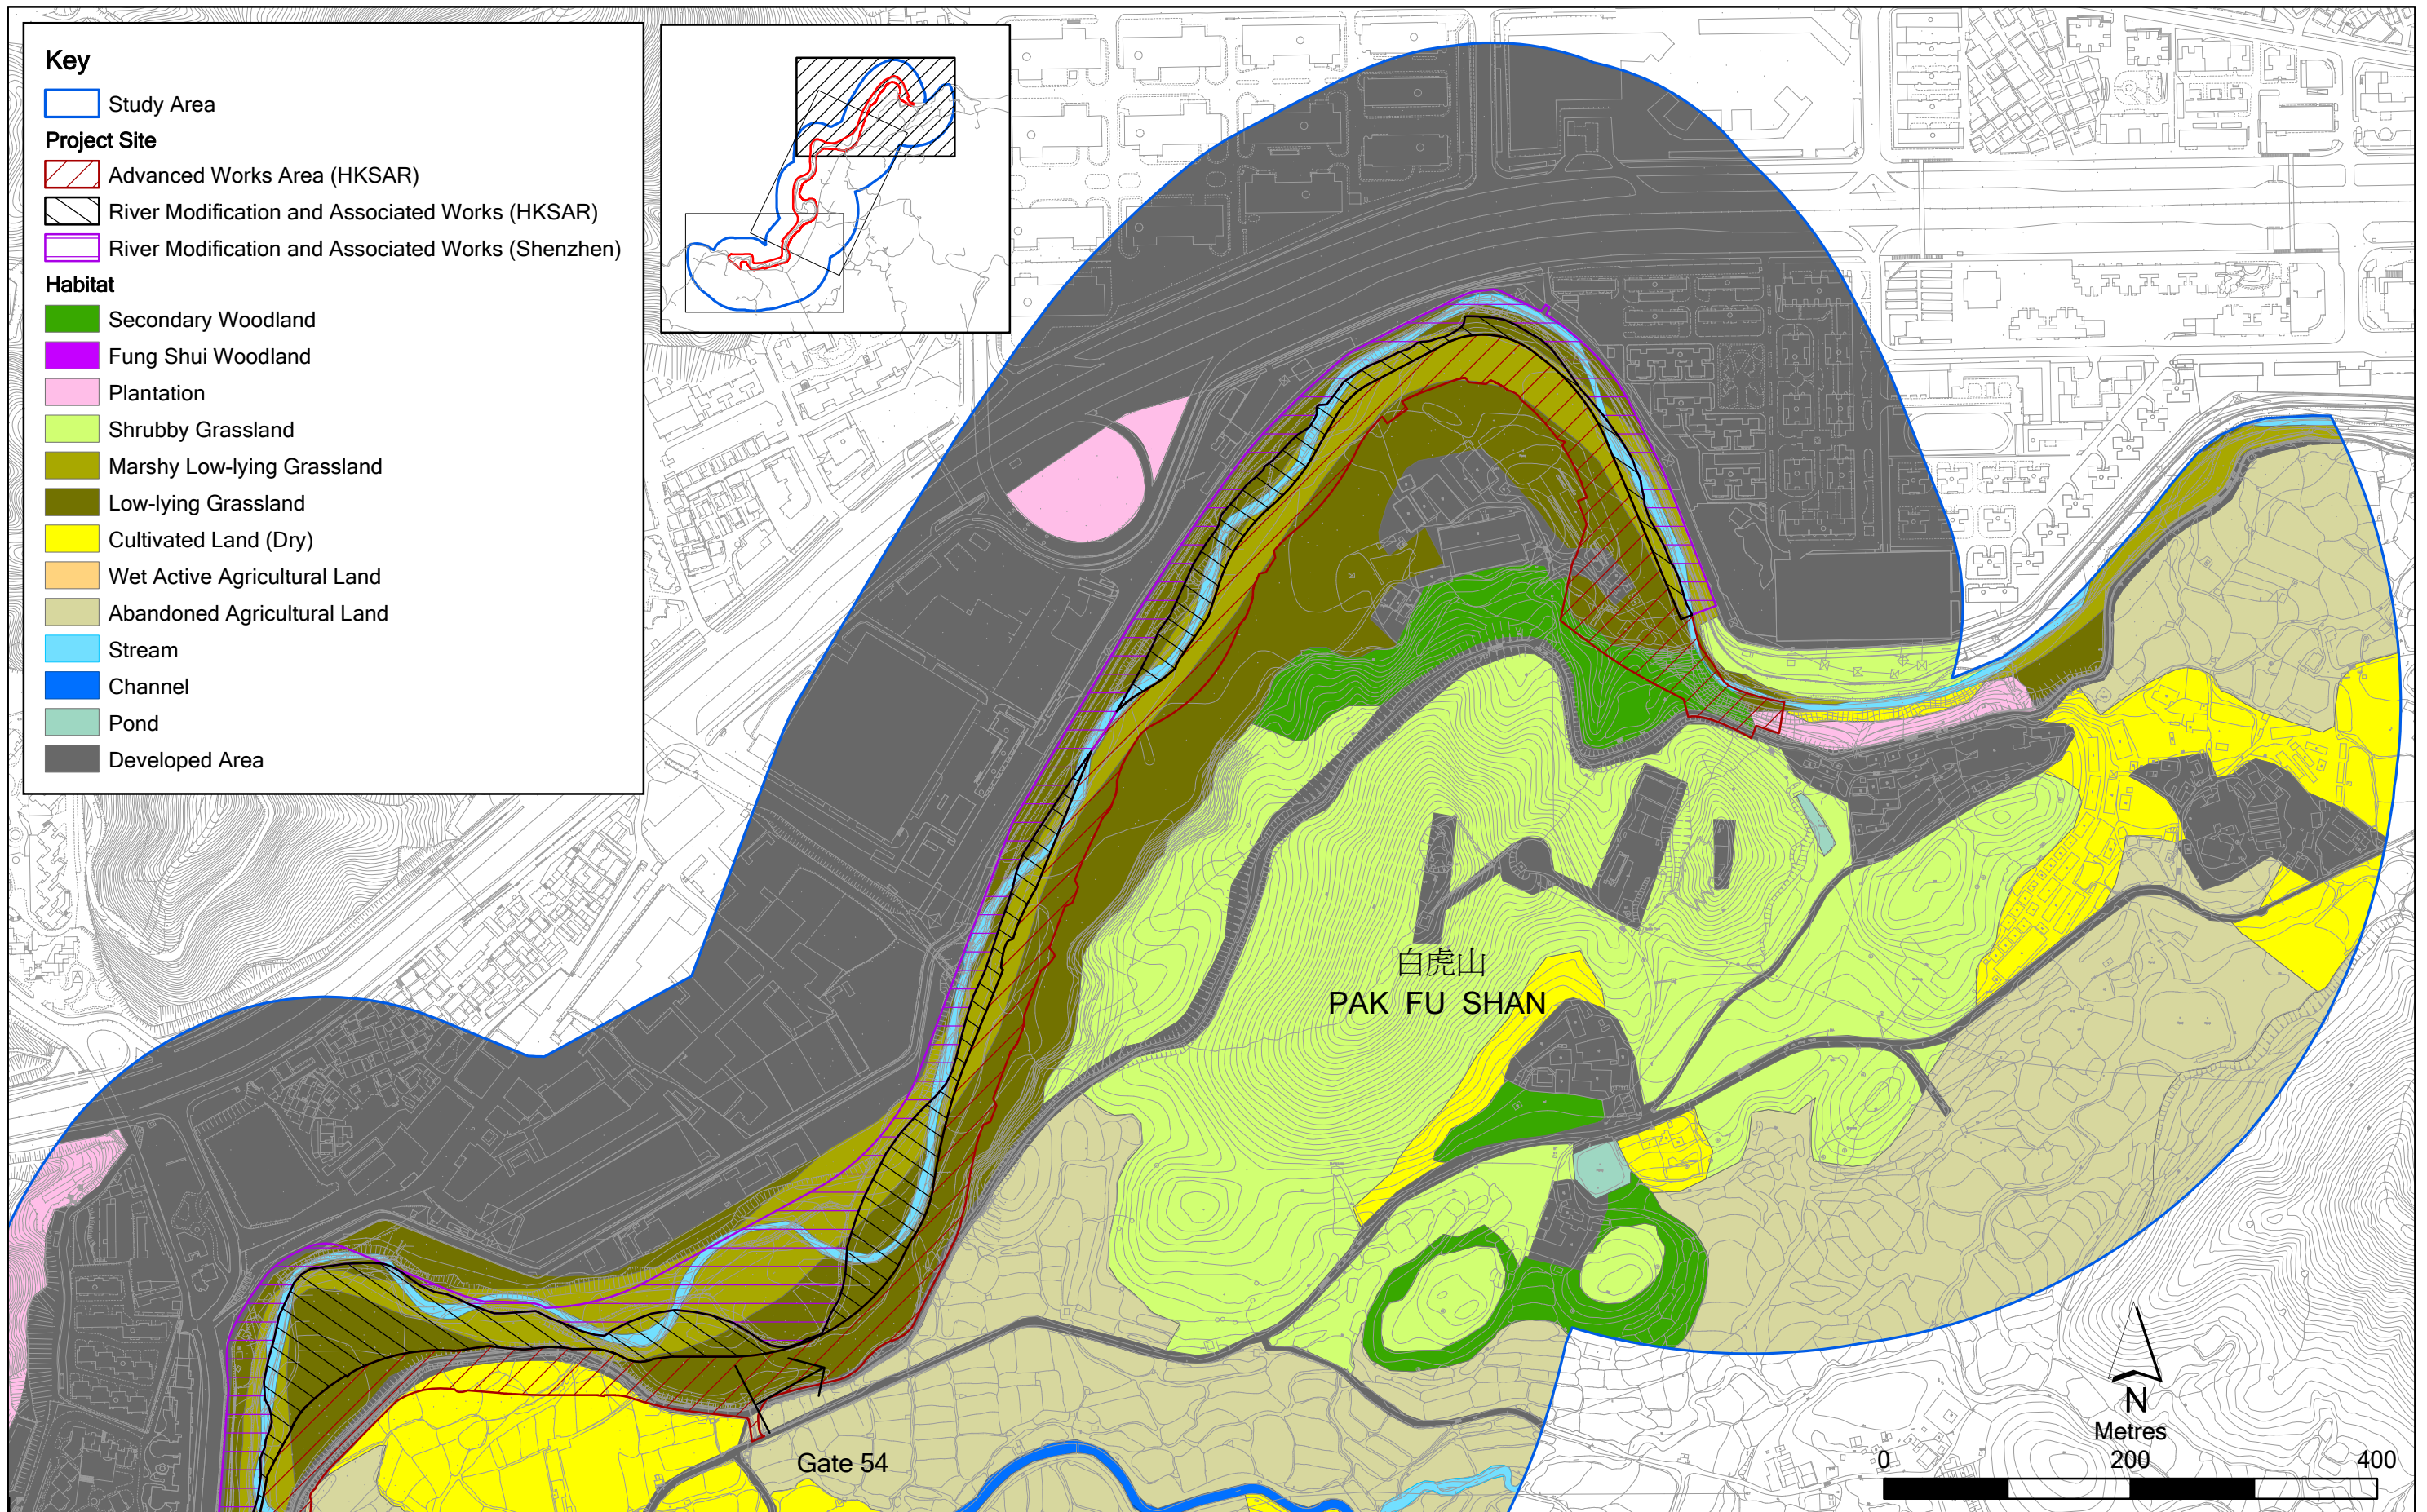 Key
Study Area
Project Site
Advanced Works Area (HKSAR)
River Modification and Associated Works (HKSAR)
River Modification and Associated Works (Shenzhen)
Habitat
Secondary Woodland
Fung Shui Woodland
Plantation
Shrubby Grassland
Marshy Low-lying Grassland
Low-lying Grassland
Cultivated Land (Dry)
Wet Active Agricultural Land
Abandoned Agricultural Land
Stream
Channel
Pond
Developed Area
白虎山
PAK FU SHAN
Gate 54
N
Metres
0 200 400